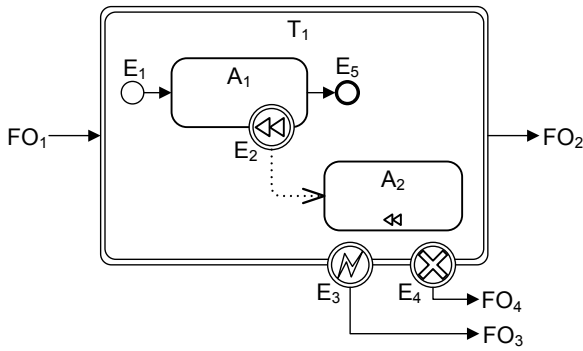 T₁
E₁
A₁
E₅
FO₁
FO₂
E₂
A₂
E₃
E₄
FO₄
FO₃